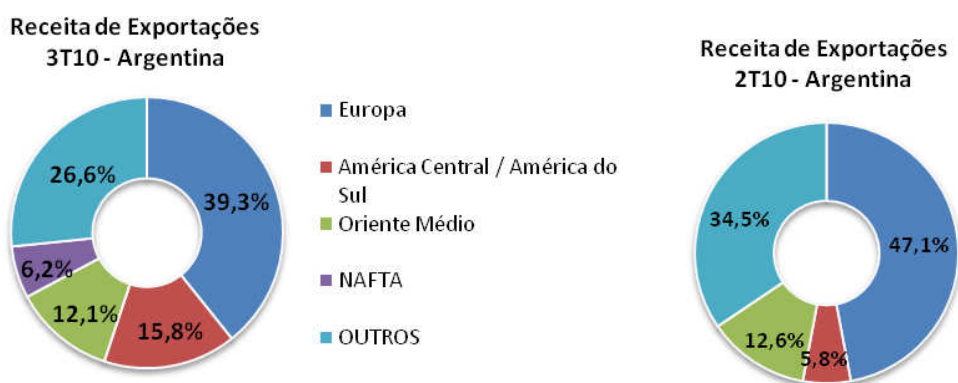 Receita de Exportações
3T10 - Argentina
26,6%
39,3%
6,2%
12,1%
15,8%
Europa
América Central / América do
Sul
Oriente Médio
NAFTA
OUTROS
Receita de Exportações
2T10 - Argentina
34,5%
47,1%
12,6%
5,8%